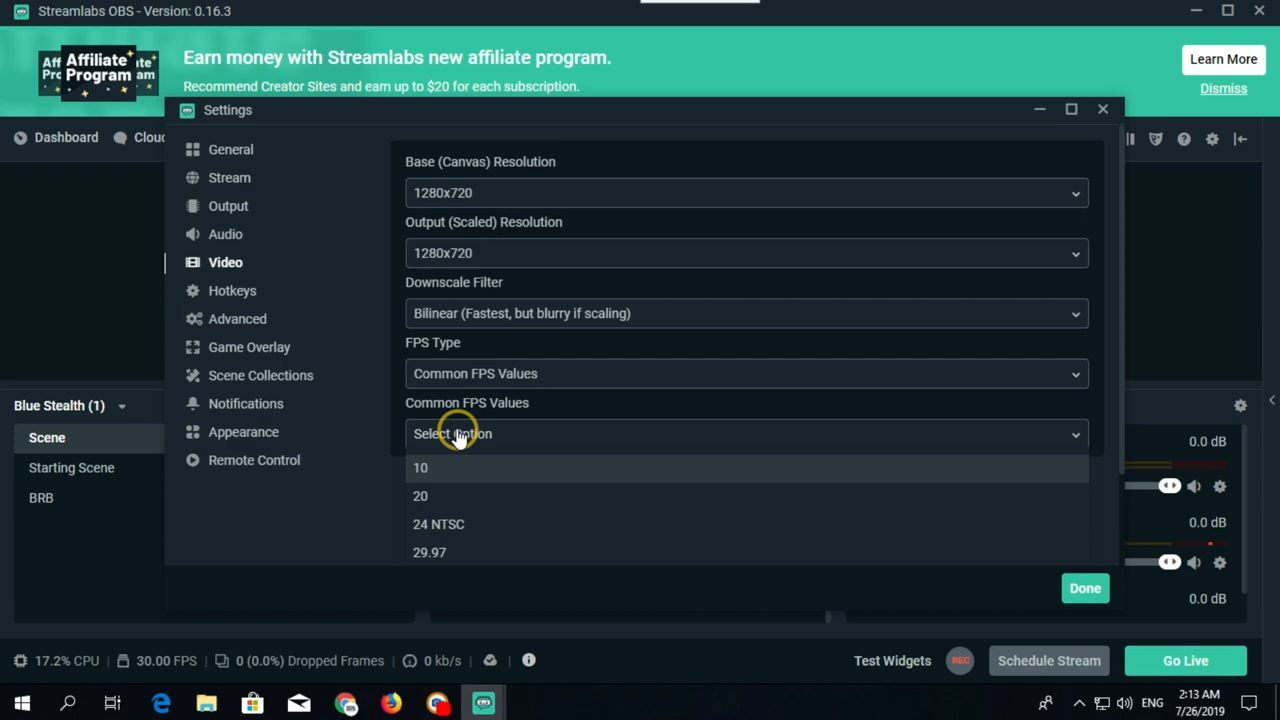 Streamlabs OBS - Version: 0.16.3
Affiliate
Program
Earn money with Streamlabs new affiliate program.
Recommend Creator Sites and earn up to $20 for each subscription.
Learn More
Dismiss
Settings
Dashboard
Clou
General
Stream
Output
Audio
Video
Hotkeys
Advanced
Game Overlay
Scene Collections
Notifications
Appearance
Remote Control
Base (Canvas) Resolution
1280x720
Output (Scaled) Resolution
1280x720
Downscale Filter
Bilinear (Fastest, but blurry if scaling)
FPS Type
Common FPS Values
Common FPS Values
Select Option
10
20
24 NTSC
29.97
Done
Blue Stealth (1)
Scene
Starting Scene
BRB
0.0 dB
0.0 dB
0.0 dB
17.2% CPU
30.00 FPS
0 (0.0%) Dropped Frames
0 kb/s
Test Widgets
REC
Schedule Stream
Go Live
ENG
2:13 AM
7/26/2019